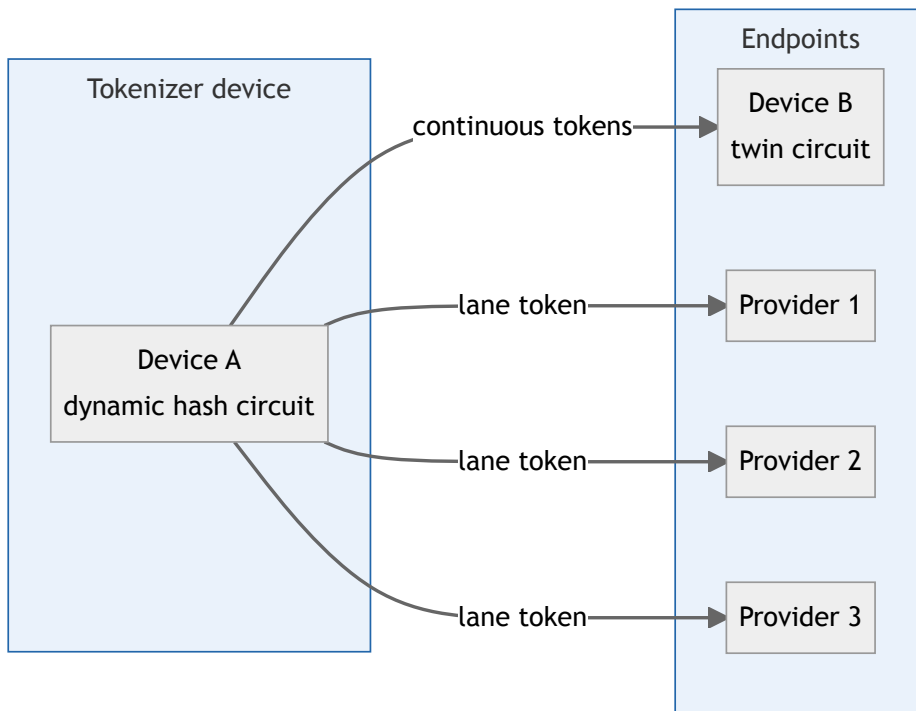 Tokenizer device
Endpoints
Device A
dynamic hash circuit
continuous tokens
Device B
twin circuit
lane token
Provider 1
lane token
Provider 2
lane token
Provider 3